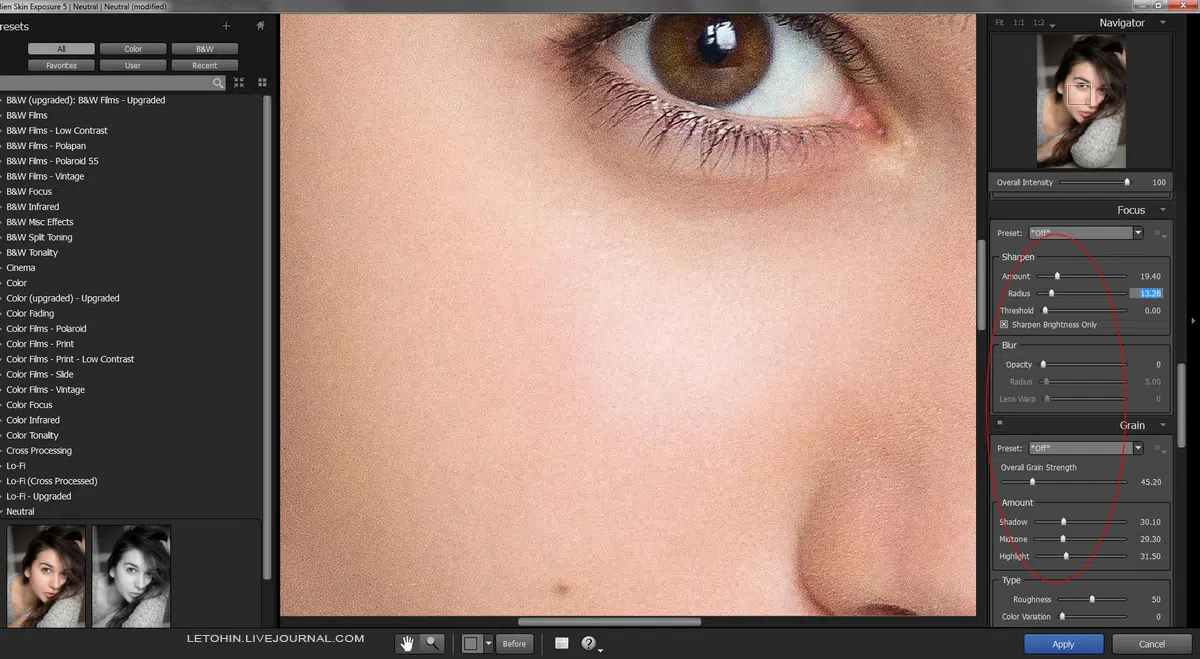 lien Skin Exposure 5 | Neutral | Neutral (modified)
resets
All
Color
B&W
Favorites
User
Recent
B&W (upgraded): B&W Films - Upgraded
B&W Films
B&W Films - Low Contrast
B&W Films - Polapan
B&W Films - Polaroid 55
B&W Films - Vintage
B&W Focus
B&W Infrared
B&W Misc Effects
B&W Split Toning
B&W Tonality
Cinema
Color
Color (upgraded) - Upgraded
Color Fading
Color Films - Polaroid
Color Films - Print
Color Films - Print - Low Contrast
Color Films - Slide
Color Films - Vintage
Color Focus
Color Infrared
Color Tonality
Cross Processing
Lo-Fi
Lo-Fi (Cross Processed)
Lo-Fi - Upgraded
Neutral
LETOHIN.LIVEJOURNAL.COM
Before
Fit 1:1 1:2
Navigator
Overall Intensity 100
Focus
Preset: *Off*
Sharpen
Amount 19.40
Radius 13.28
Threshold 0.00
Sharpen Brightness Only
Blur
Opacity 0
Radius 5.00
Lens Warp 0
Grain
Preset: *Off*
Overall Grain Strength
45.20
Amount
Shadow 30.10
Midtone 29.30
Highlight 31.50
Type
Roughness 50
Color Variation 0
Apply
Cancel